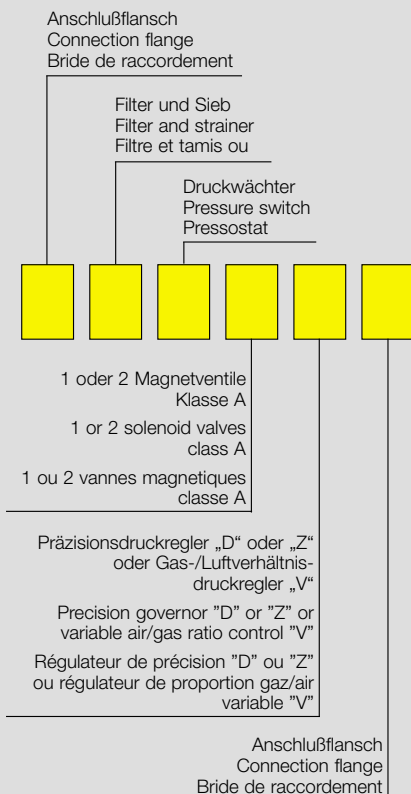 Anschlußflansch
Connection flange
Bride de raccordement
Filter und Sieb
Filter and strainer
Filtre et tamis ou
Druckwächter
Pressure switch
Pressostat
1 oder 2 Magnetventile
Klasse A
1 or 2 solenoid valves
class A
1 ou 2 vannes magnetiques
classe A
Präzisionsdruckregler „D“ oder „Z“
oder Gas-/Luftverhältnis-
druckregler „V“
Precision governor ”D” or ”Z” or
variable air/gas ratio control ”V”
Régulateur de précision ”D” ou ”Z”
ou régulateur de proportion gaz/air
variable ”V”
Anschlußflansch
Connection flange
Bride de raccordement